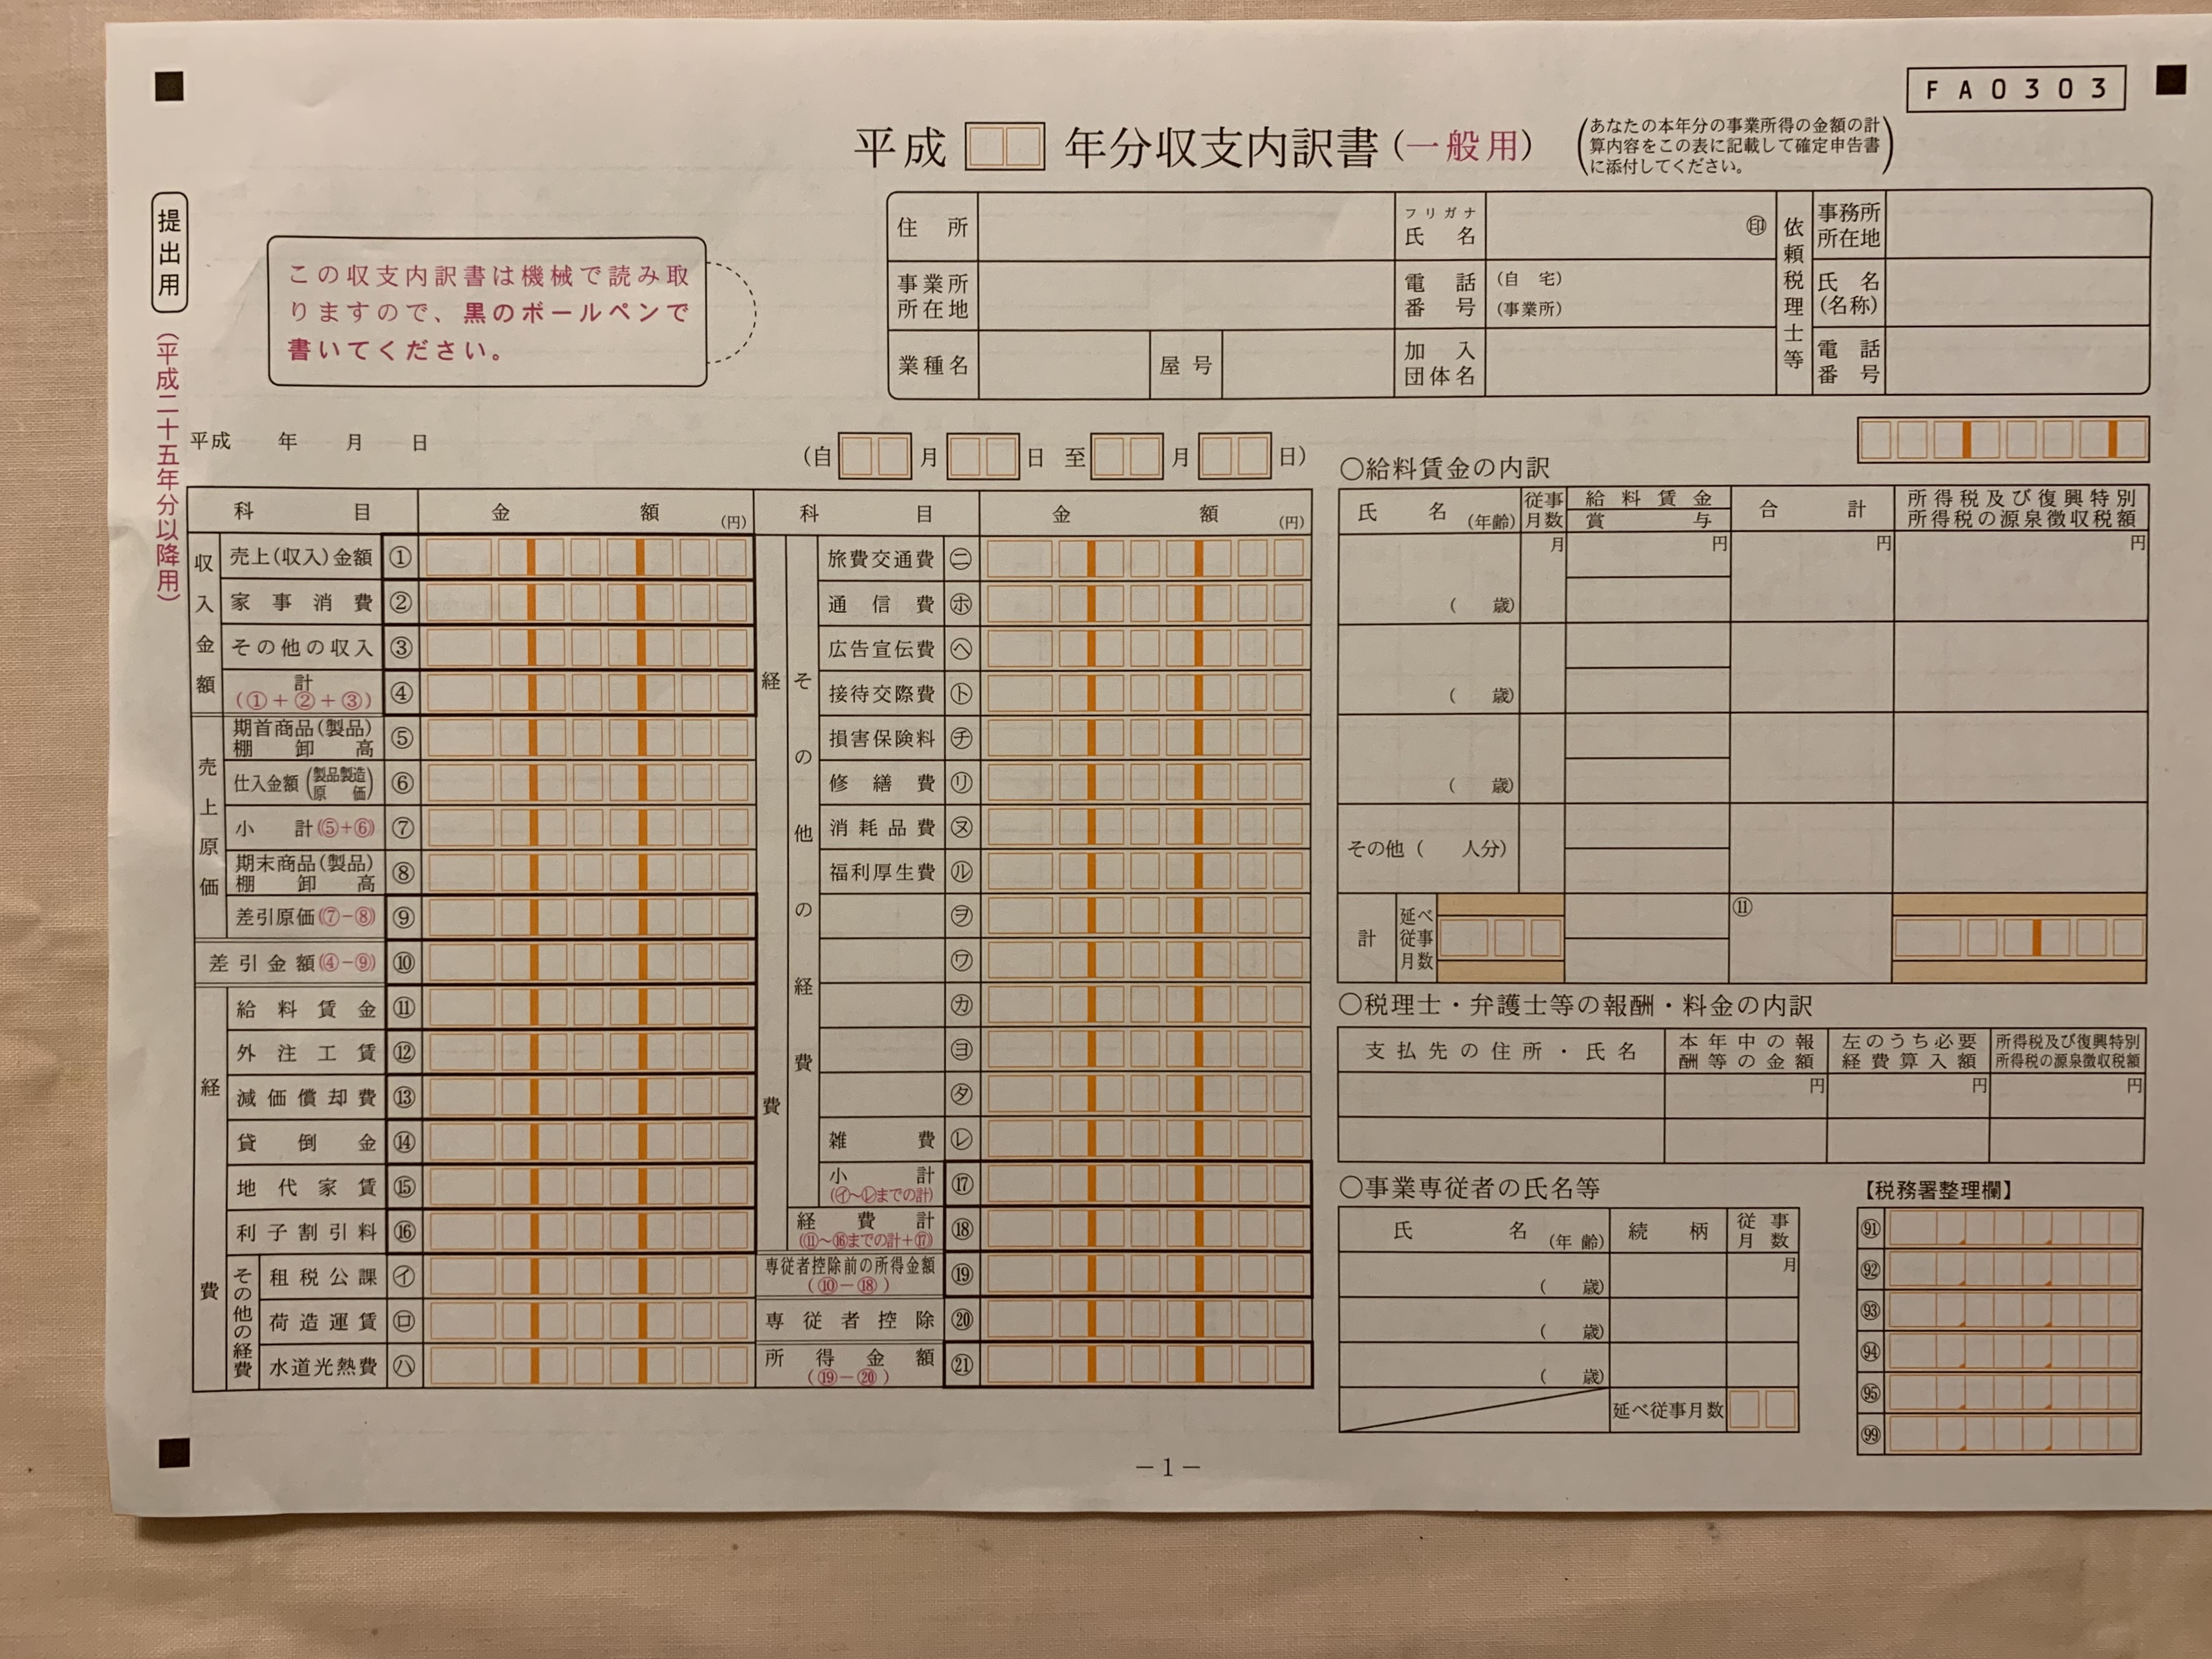 FA0303
平成 年分収支内訳書(一般用)
(あなたの本年分の事業所得の金額の計
算内容をこの表に記載して確定申告書
に添付してください。)
提出用
(平成二十五年分以降用)
この収支内訳書は機械で読み取
りますので、黒のボールペンで
書いてください。
住所
フリガナ
氏名
㊞
事業所
所在地
電話
番号
(自宅)
(事業所)
業種名
屋号
加入
団体名
依頼税理士等
事務所
所在地
氏名
(名称)
電話
番号
平成 年 月 日
(自 月 日 至 月 日)
科目 金額 (円) 科目 金額 (円)
収入金額
売上(収入)金額 ①
家事消費 ②
その他の収入 ③
計
(①+②+③) ④
売上原価
期首商品(製品)
棚卸高 ⑤
仕入金額(製品製造
原価) ⑥
小計(⑤+⑥) ⑦
期末商品(製品)
棚卸高 ⑧
差引原価(⑦−⑧) ⑨
差引金額(④−⑨) ⑩
経費
給料賃金 ⑪
外注工賃 ⑫
減価償却費 ⑬
貸倒金 ⑭
地代家賃 ⑮
利子割引料 ⑯
その他の経費
租税公課 ㋑
荷造運賃 ㋺
水道光熱費 ㋩
経費
その他の経費
旅費交通費 ㋥
通信費 ㋭
広告宣伝費 ㋬
接待交際費 ㋣
損害保険料 ㋠
修繕費 ㋷
消耗品費 ㋦
福利厚生費 ㋸
㋾
㋻
㋕
㋵
㋟
雑費 ㋹
小計
(㋑〜㋹までの計) ⑰
経費計
(⑪〜⑯までの計+⑰) ⑱
専従者控除前の所得金額
(⑩−⑱) ⑲
専従者控除 ⑳
所得金額
(⑲−⑳) ㉑
○給料賃金の内訳
氏名(年齢)
従事
月数
給料賃金
賞与
合計
所得税及び復興特別
所得税の源泉徴収税額
月 円 円 円
( 歳)
( 歳)
( 歳)
その他( 人分)
計
延べ
従事
月数
⑪
○税理士・弁護士等の報酬・料金の内訳
支払先の住所・氏名
本年中の報
酬等の金額
左のうち必要
経費算入額
所得税及び復興特別
所得税の源泉徴収税額
円 円 円
○事業専従者の氏名等
氏名(年齢)
続柄
従事
月数
月
( 歳)
( 歳)
( 歳)
延べ従事月数
【税務署整理欄】
91
92
93
94
95
99
−1−